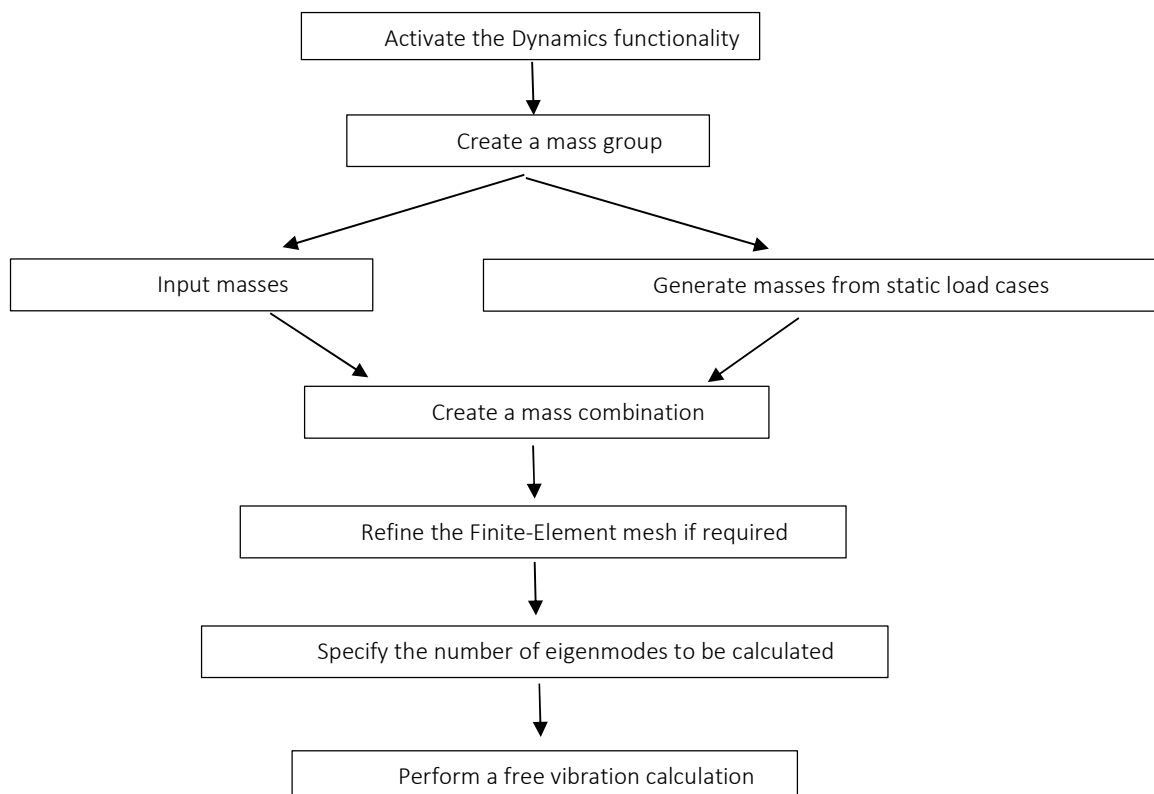 Activate the Dynamics functionality
Create a mass group
Input masses
Generate masses from static load cases
Create a mass combination
Refine the Finite-Element mesh if required
Specify the number of eigenmodes to be calculated
Perform a free vibration calculation